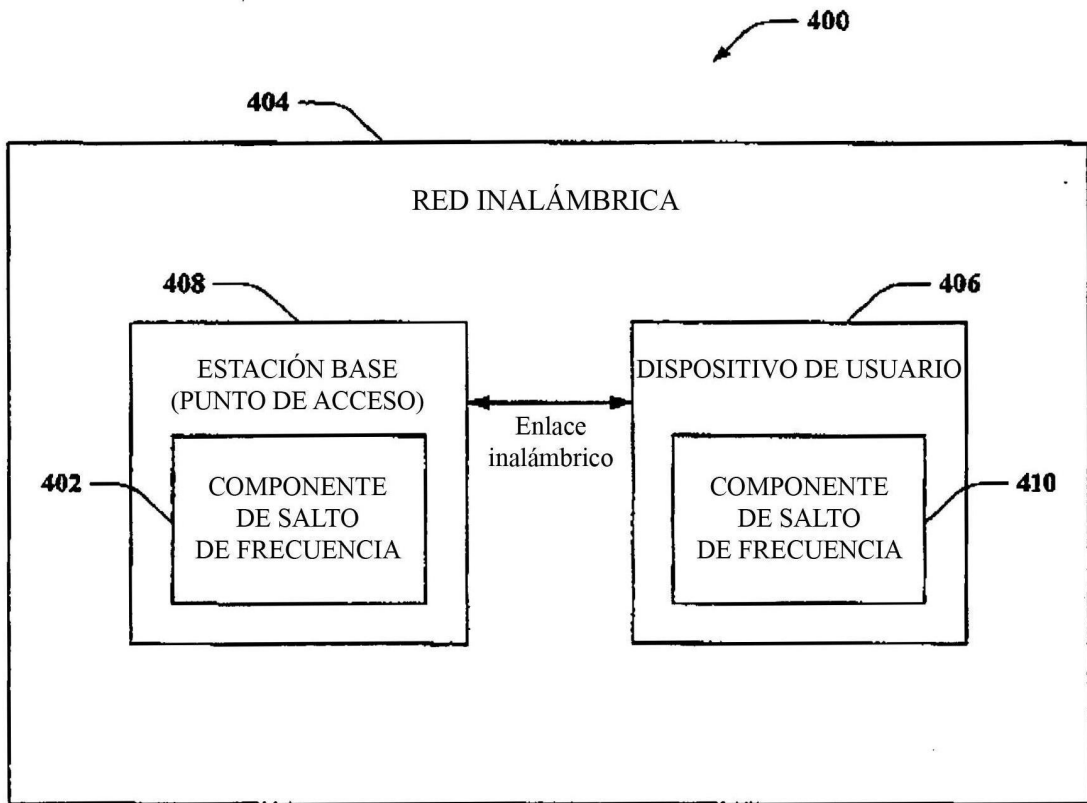 400
404
RED INALÁMBRICA
408
406
ESTACIÓN BASE
(PUNTO DE ACCESO)
DISPOSITIVO DE USUARIO
Enlace
inalámbrico
402
COMPONENTE
DE SALTO
DE FRECUENCIA
COMPONENTE
DE SALTO
DE FRECUENCIA
410